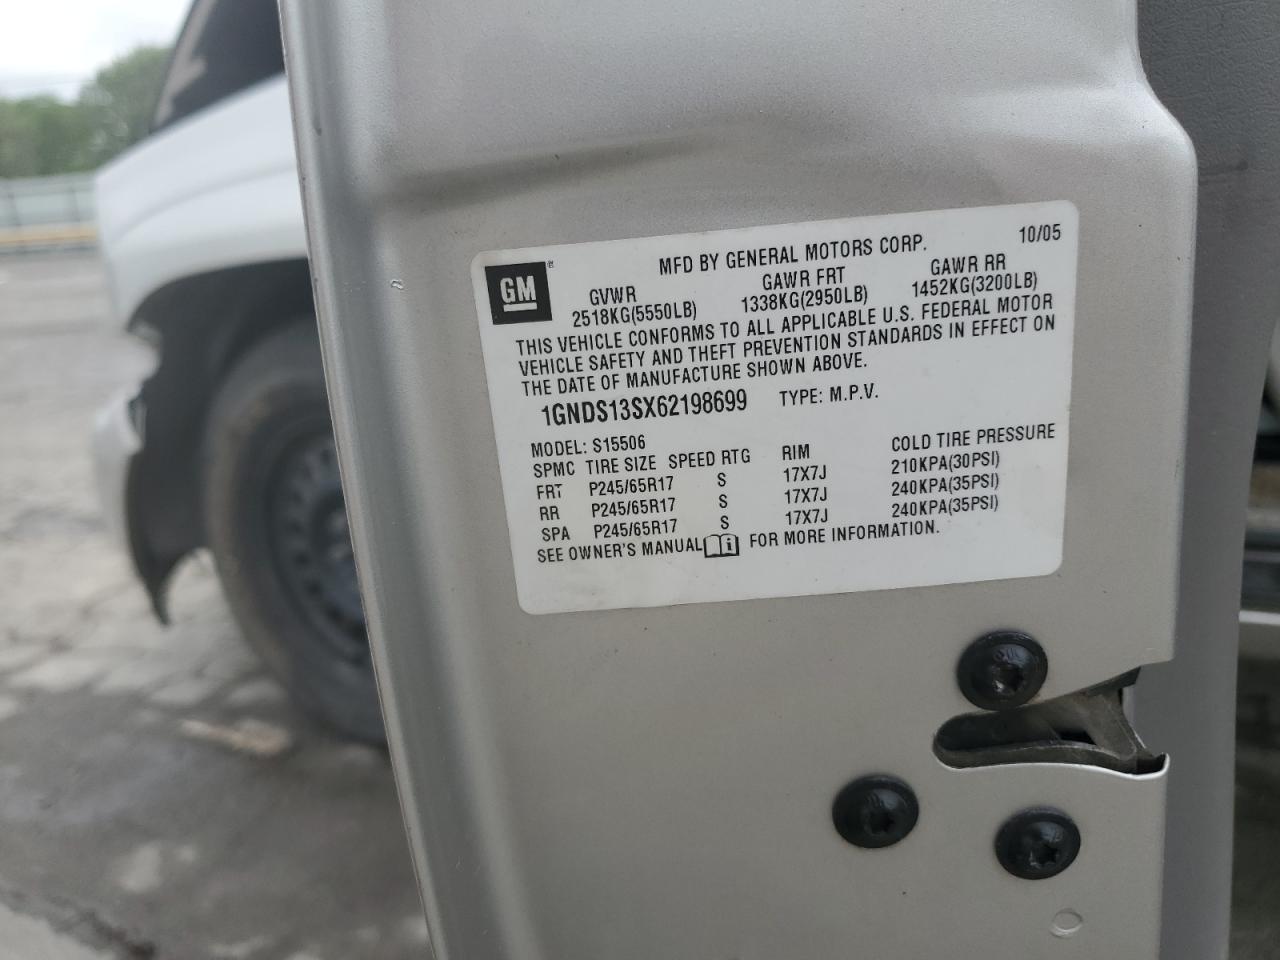 GM
MFD BY GENERAL MOTORS CORP. 10/05
GVWR GAWR FRT GAWR RR
2518KG(5550LB) 1338KG(2950LB) 1452KG(3200LB)
THIS VEHICLE CONFORMS TO ALL APPLICABLE U.S. FEDERAL MOTOR
VEHICLE SAFETY AND THEFT PREVENTION STANDARDS IN EFFECT ON
THE DATE OF MANUFACTURE SHOWN ABOVE.
1GNDS13SX62198699 TYPE: M.P.V.
MODEL: S15506
SPMC TIRE SIZE SPEED RTG RIM COLD TIRE PRESSURE
FRT P245/65R17 S 17X7J 210KPA(30PSI)
RR P245/65R17 S 17X7J 240KPA(35PSI)
SPA P245/65R17 S 17X7J 240KPA(35PSI)
SEE OWNER'S MANUAL FOR MORE INFORMATION.